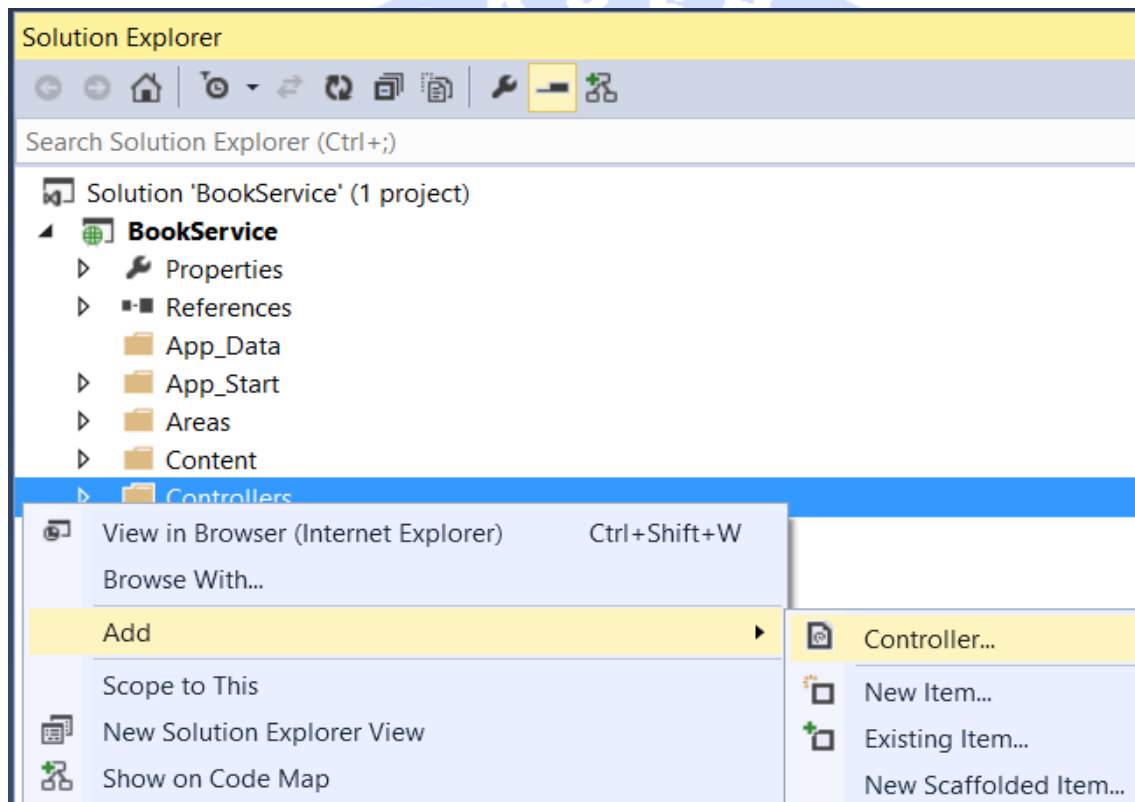 Solution Explorer
Search Solution Explorer (Ctrl+;)
Solution 'BookService' (1 project)
BookService
Properties
References
App_Data
App_Start
Areas
Content
Controllers
View in Browser (Internet Explorer) Ctrl+Shift+W
Browse With...
Add
Controller...
Scope to This
New Item...
New Solution Explorer View
Existing Item...
Show on Code Map
New Scaffolded Item...